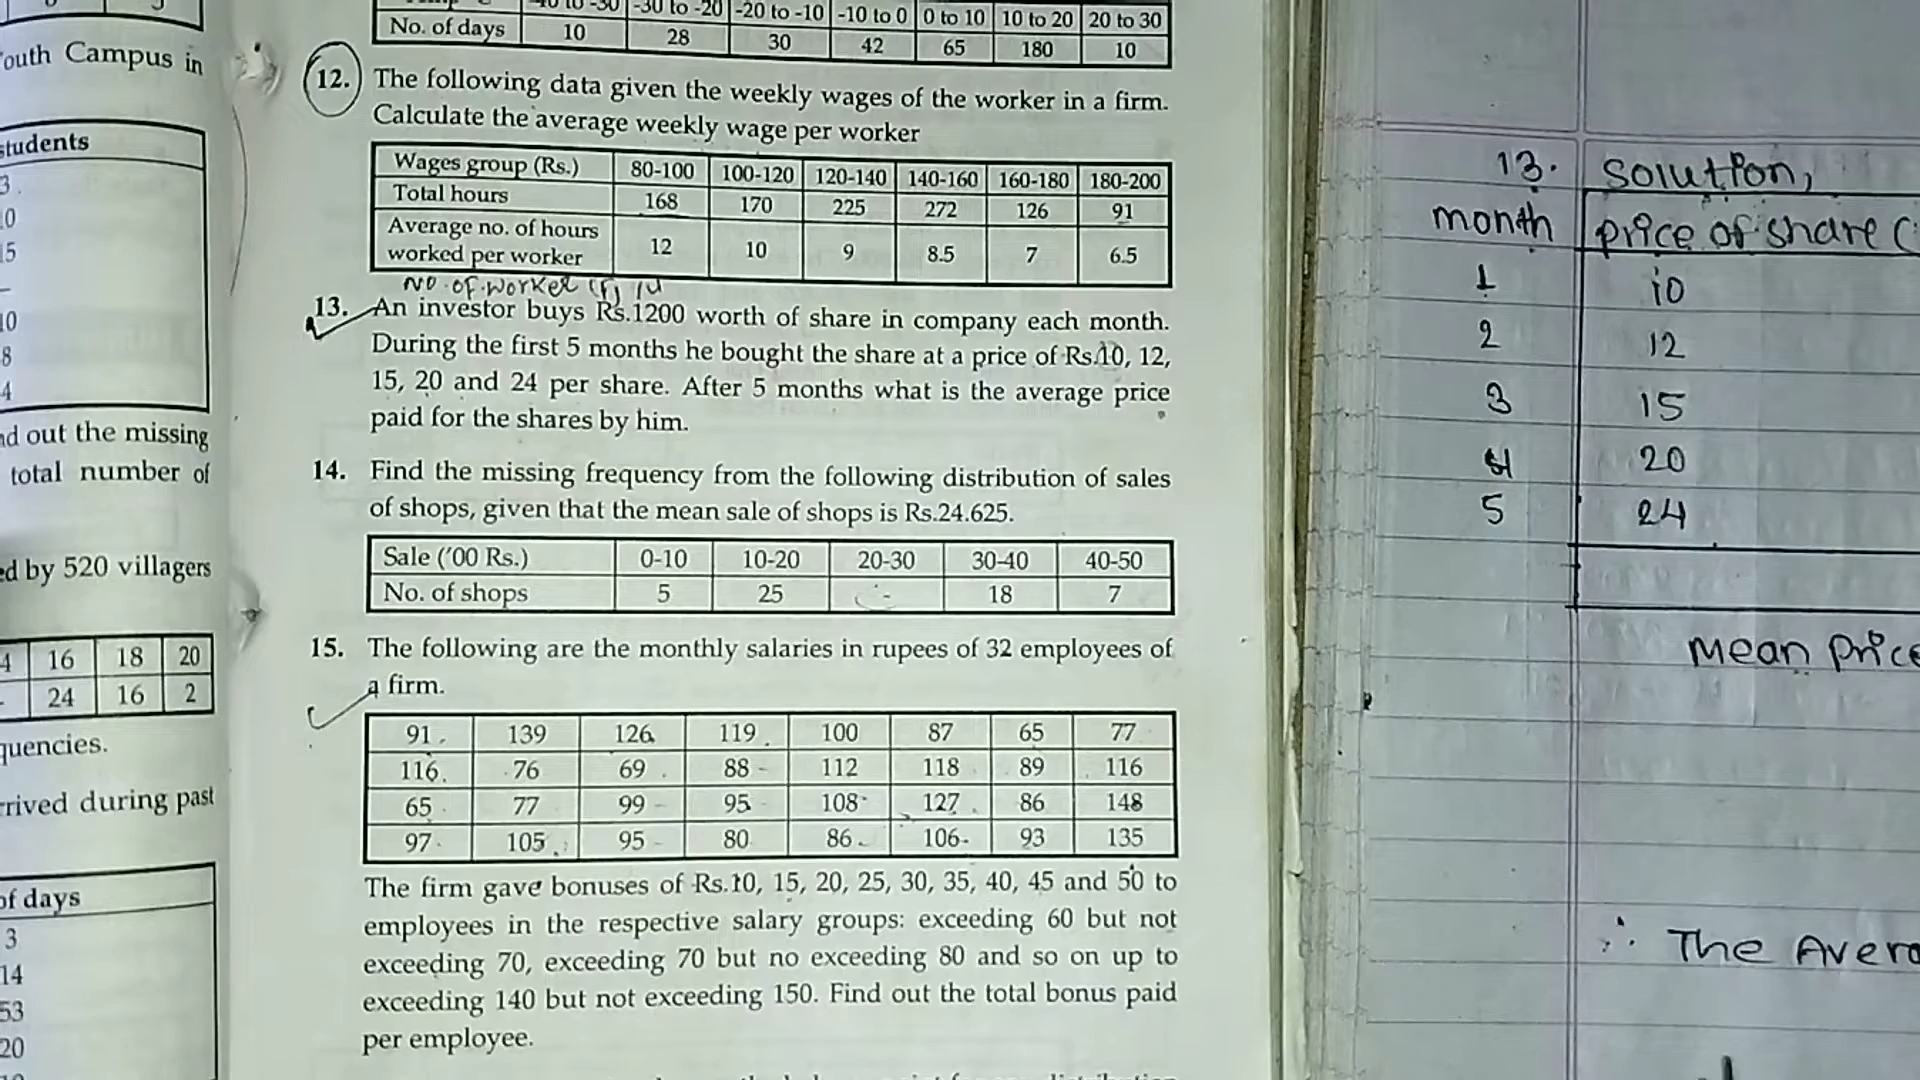 -30 to -20 -20 to -10 -10 to 0 0 to 10 10 to 20 20 to 30
No. of days 10 28 30 42 65 180 10
outh Campus in
students
3
0
15
10
8
4
nd out the missing
total number of
ed by 520 villagers
4 16 18 20
24 16 2
quencies.
rrived during past
of days
3
14
53
20
12. The following data given the weekly wages of the worker in a firm.
Calculate the average weekly wage per worker
Wages group (Rs.) 80-100 100-120 120-140 140-160 160-180 180-200
Total hours 168 170 225 272 126 91
Average no. of hours
worked per worker 12 10 9 8.5 7 6.5
NO. OF. worker (f) 14
13. An investor buys Rs.1200 worth of share in company each month.
During the first 5 months he bought the share at a price of Rs.10, 12,
15, 20 and 24 per share. After 5 months what is the average price
paid for the shares by him.
14. Find the missing frequency from the following distribution of sales
of shops, given that the mean sale of shops is Rs.24.625.
Sale ('00 Rs.) 0-10 10-20 20-30 30-40 40-50
No. of shops 5 25 - 18 7
15. The following are the monthly salaries in rupees of 32 employees of
a firm.
91 139 126 119 100 87 65 77
116 76 69 88 112 118 89 116
65 77 99 95 108 127 86 148
97 105 95 80 86 106 93 135
The firm gave bonuses of Rs.10, 15, 20, 25, 30, 35, 40, 45 and 50 to
employees in the respective salary groups: exceeding 60 but not
exceeding 70, exceeding 70 but no exceeding 80 and so on up to
exceeding 140 but not exceeding 150. Find out the total bonus paid
per employee.
13. Solution,
month price of share (
1 10
2 12
3 15
4 20
5 24
Mean price
∴ The Avera